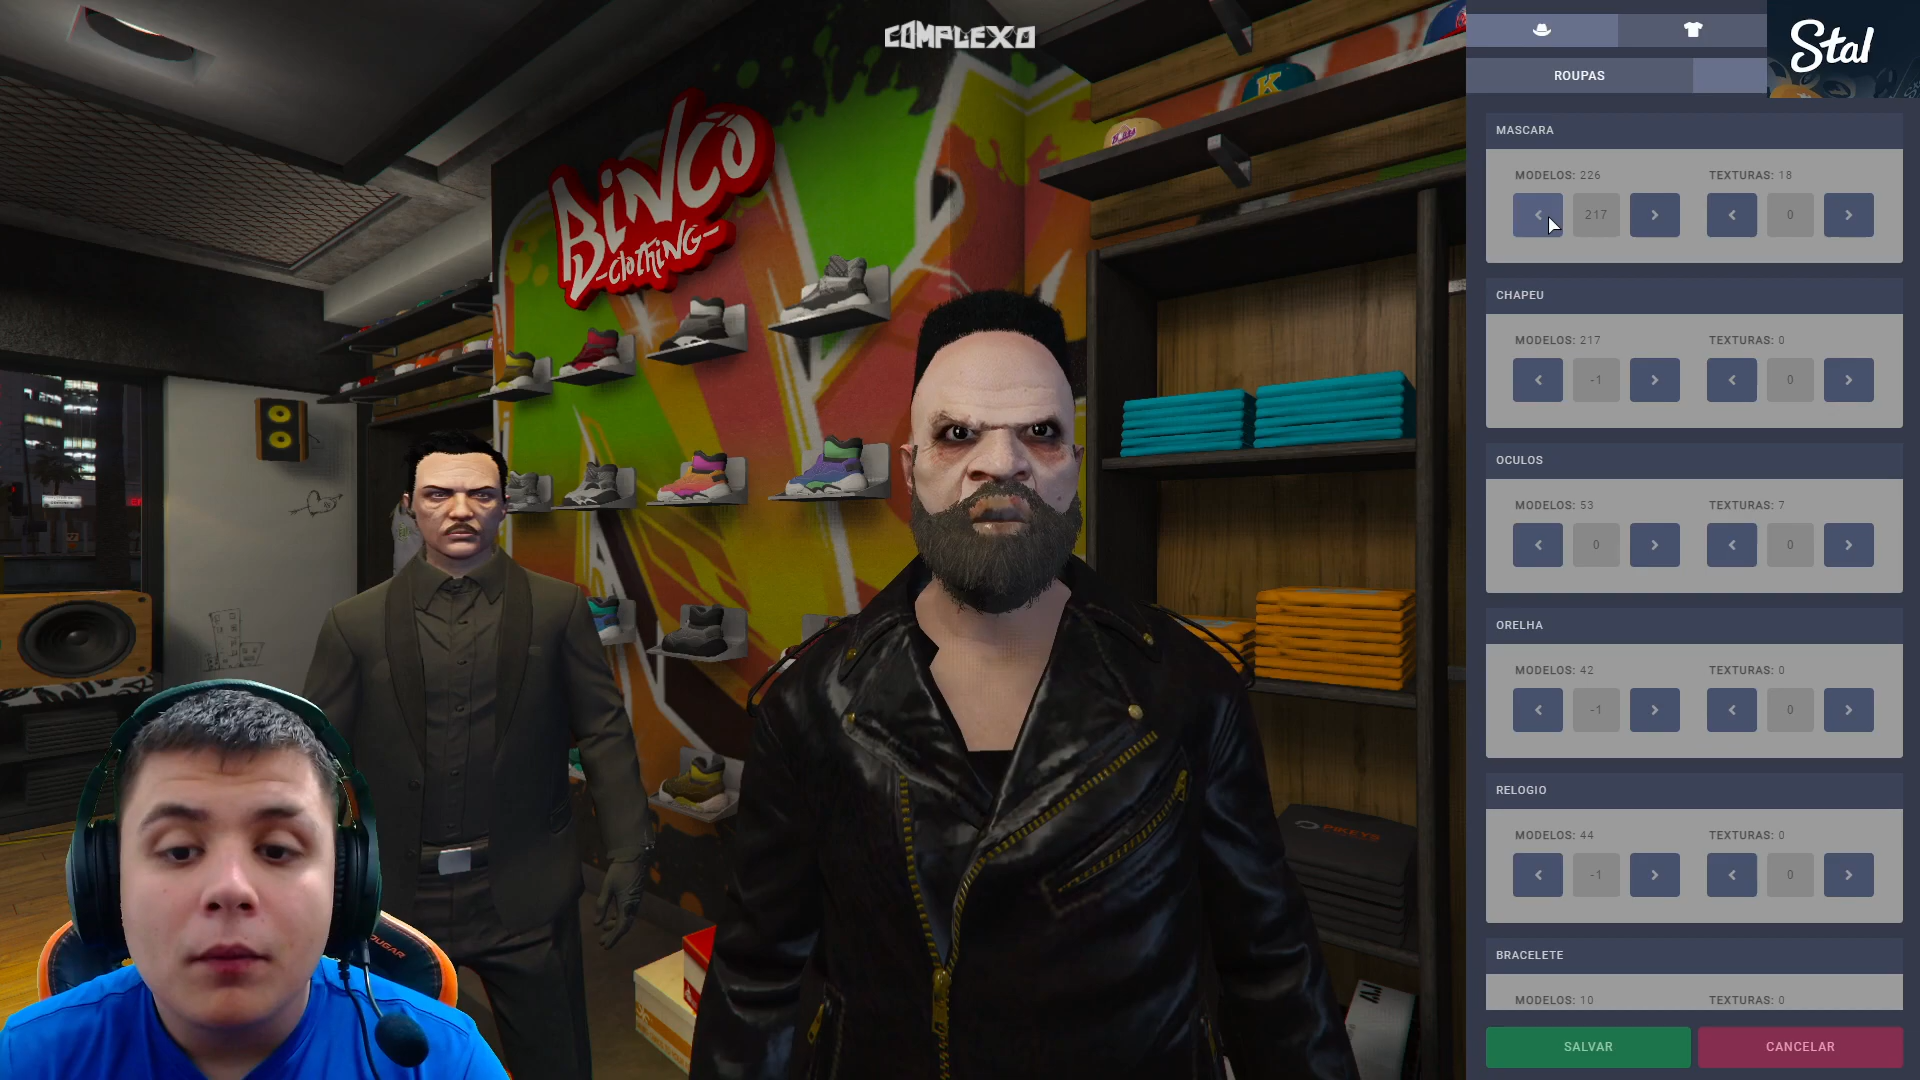 COMPLEXO
Stal
ROUPAS
BINCO
-Clothing-
K
MASCARA
MODELOS: 226
TEXTURAS: 18
217
0
CHAPEU
MODELOS: 217
TEXTURAS: 0
-1
0
OCULOS
MODELOS: 53
TEXTURAS: 7
0
0
ORELHA
MODELOS: 42
TEXTURAS: 0
-1
0
RELOGIO
MODELOS: 44
TEXTURAS: 0
-1
0
PIKEYS
COUGAR
BRACELETE
MODELOS: 10
TEXTURAS: 0
SALVAR
CANCELAR